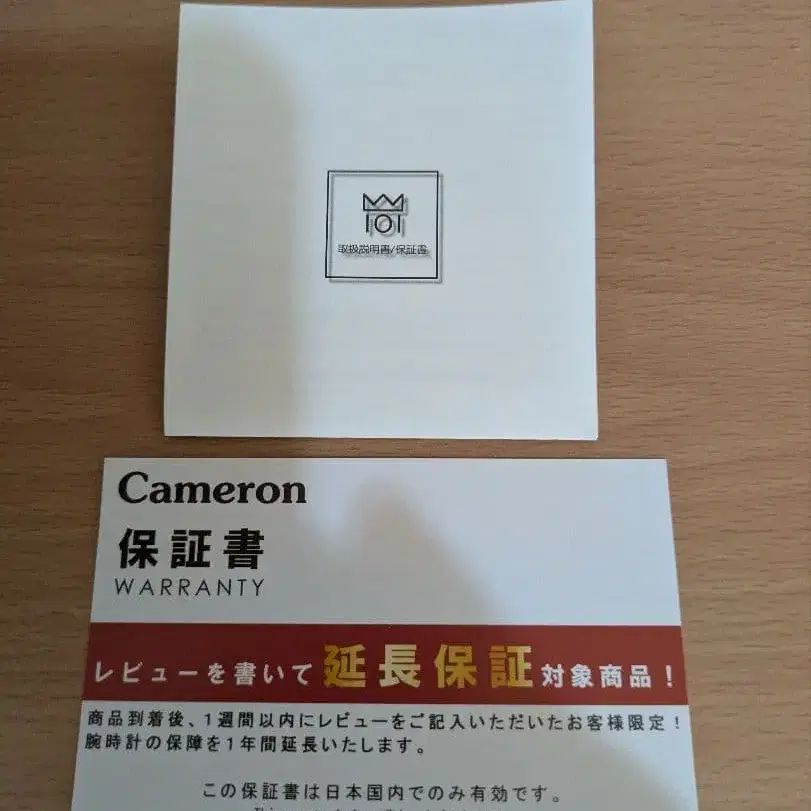 101
取扱説明書/保証書
Cameron
保証書
WARRANTY
レビューを書いて延長保証対象商品！
商品到着後、1週間以内にレビューをご記入いただいたお客様限定！
腕時計の保障を1年間延長いたします。
この保証書は日本国内でのみ有効です。